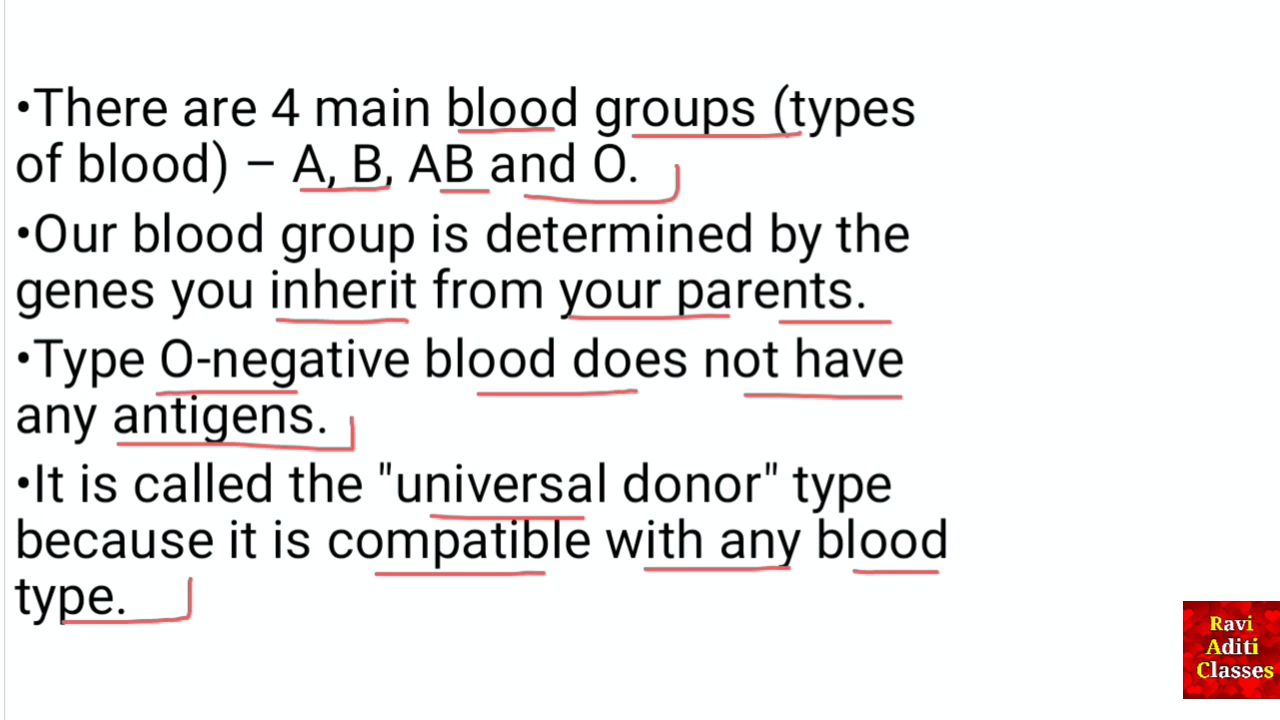 •There are 4 main blood groups (types
of blood) – A, B, AB and O.
•Our blood group is determined by the
genes you inherit from your parents.
•Type O-negative blood does not have
any antigens.
•It is called the "universal donor" type
because it is compatible with any blood
type.
Ravi
Aditi
Classes